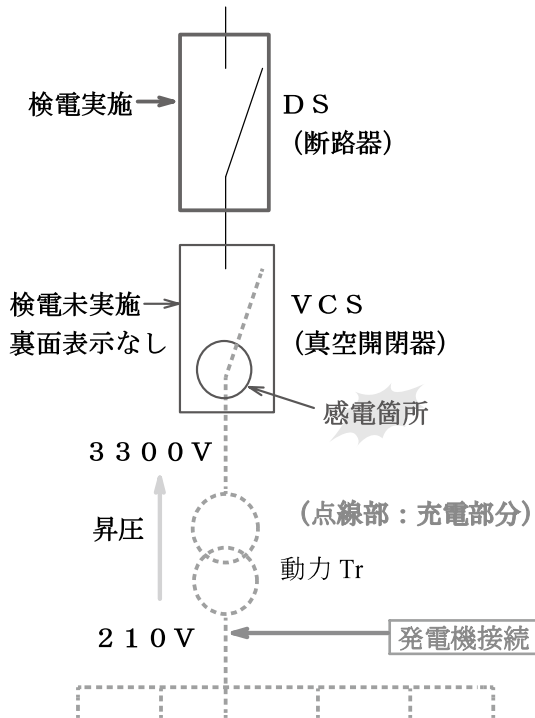 検電実施
ＤＳ
（断路器）
検電未実施
裏面表示なし
ＶＣＳ
（真空開閉器）
感電箇所
３３００Ｖ
（点線部：充電部分）
昇圧
動力 Tr
２１０Ｖ
発電機接続